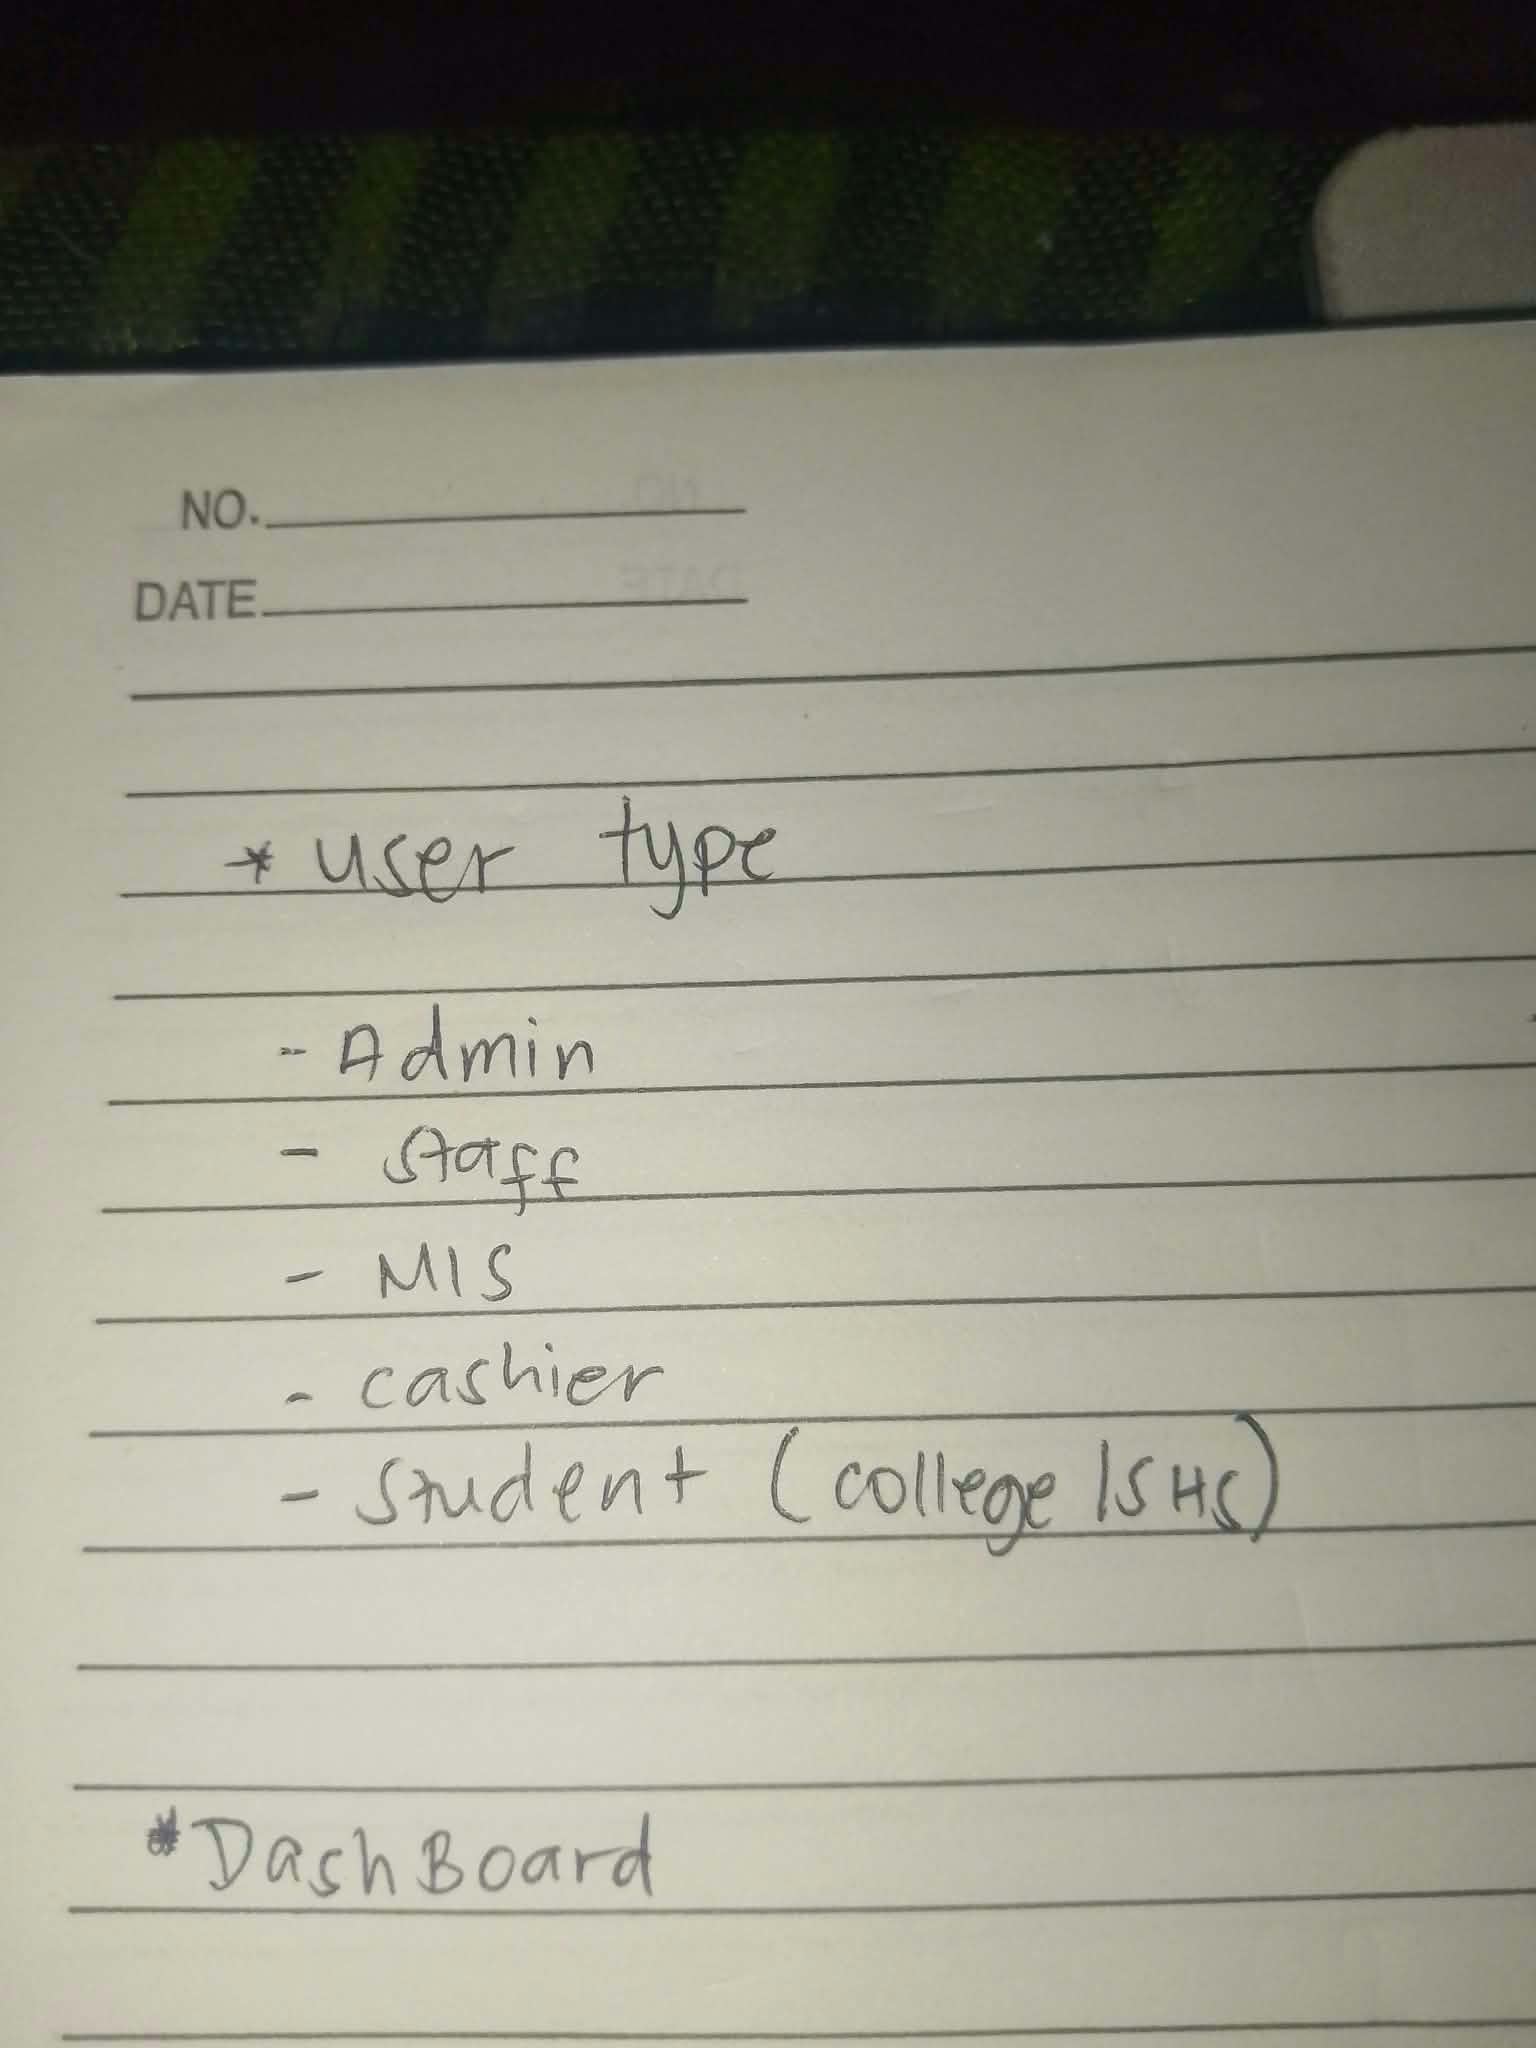 NO.
DATE
* user type
- Admin
- staff
- MIS
- cashier
- student (college / SHS)
* DashBoard